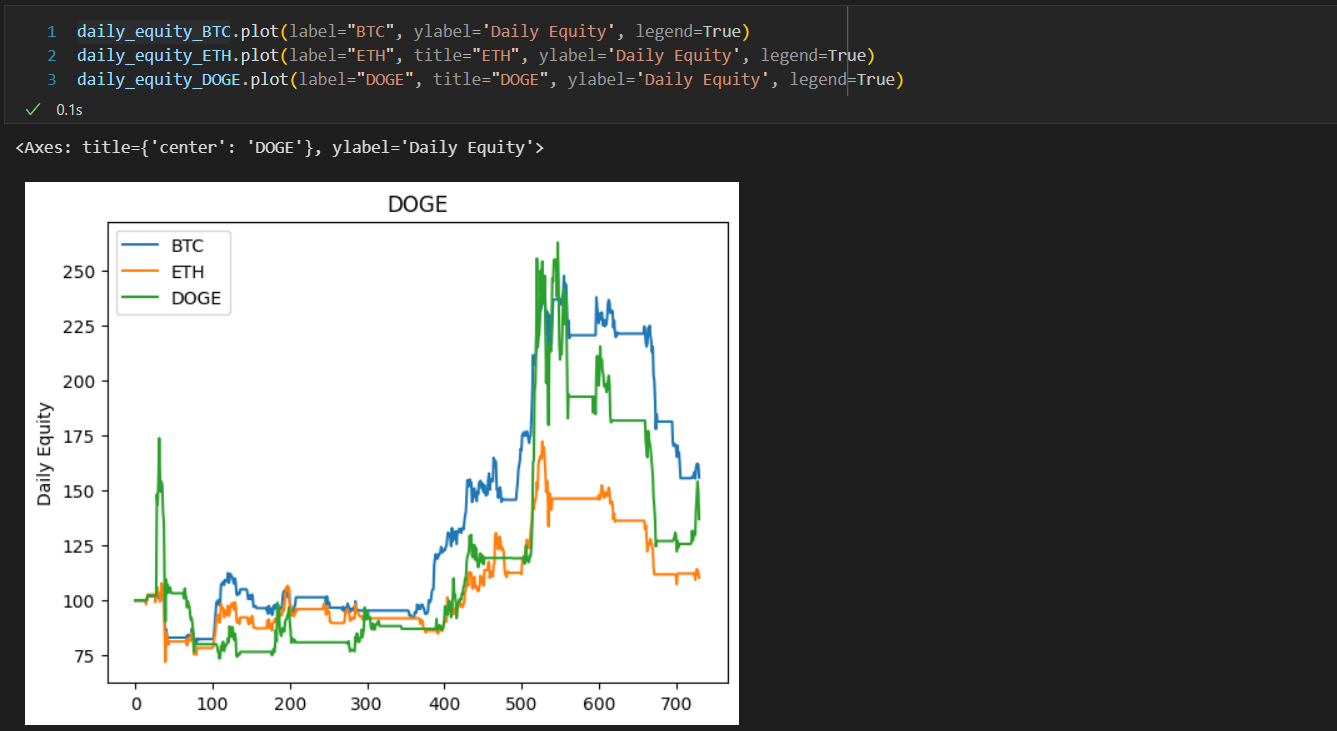 1 daily_equity_BTC.plot(label="BTC", ylabel='Daily Equity', legend=True)
2 daily_equity_ETH.plot(label="ETH", title="ETH", ylabel='Daily Equity', legend=True)
3 daily_equity_DOGE.plot(label="DOGE", title="DOGE", ylabel='Daily Equity', legend=True)
0.1s
<Axes: title={'center': 'DOGE'}, ylabel='Daily Equity'>
DOGE
BTC
ETH
DOGE
Daily Equity
250
225
200
175
150
125
100
75
0 100 200 300 400 500 600 700